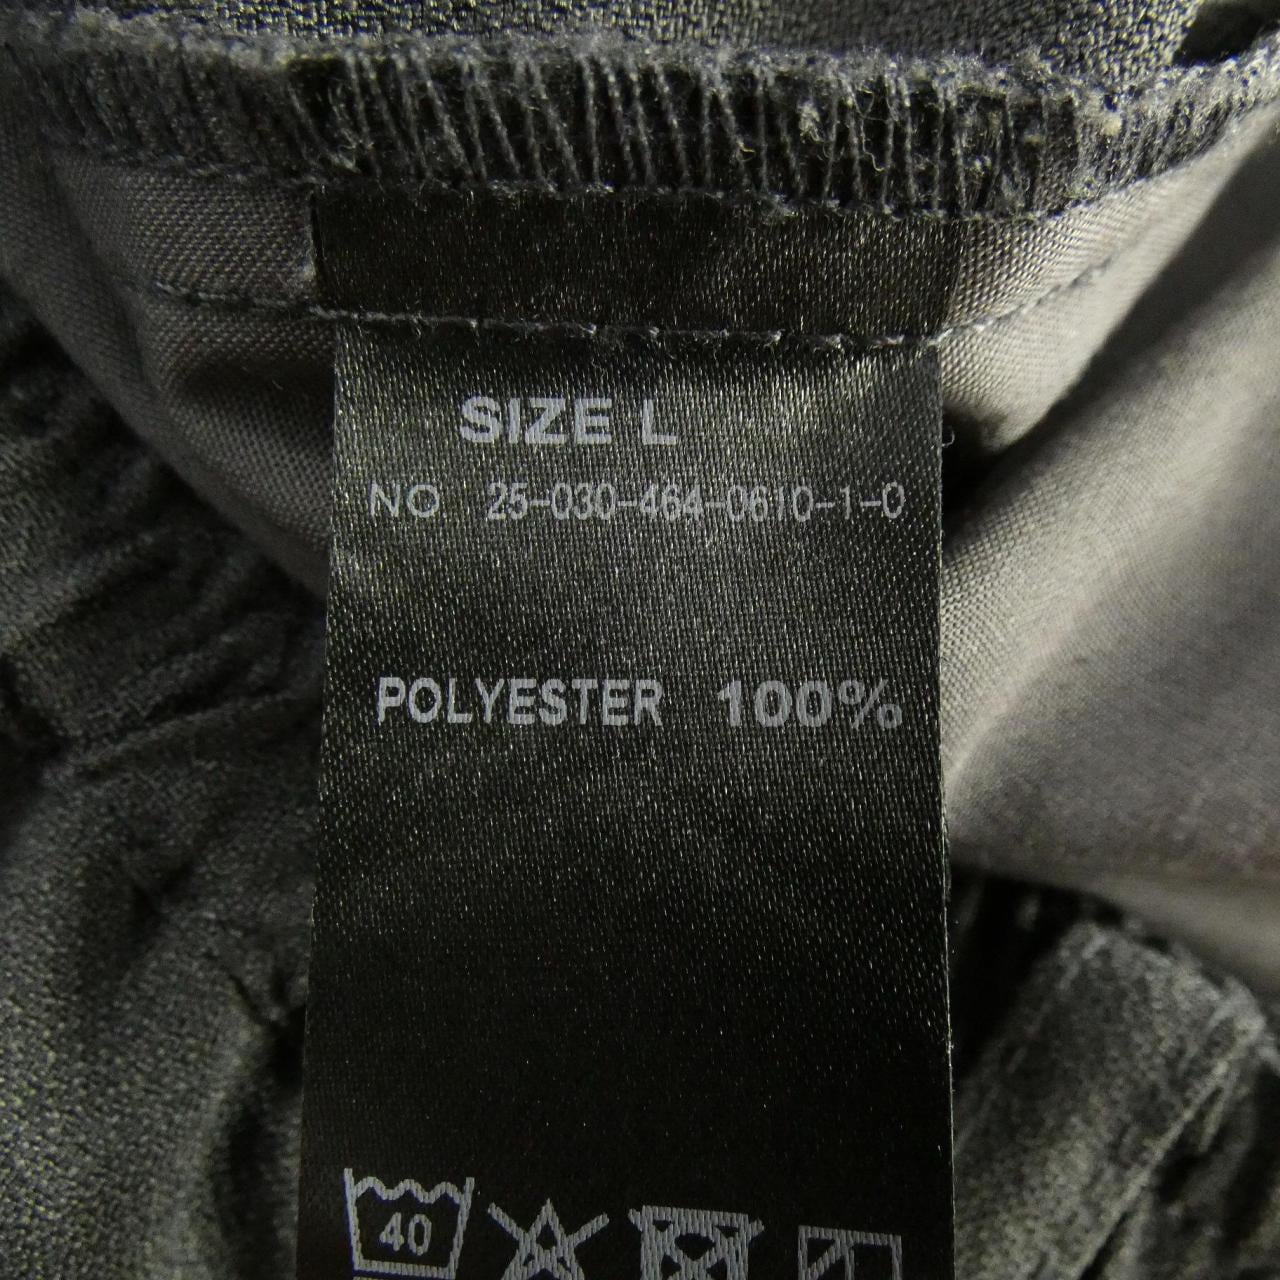 SIZE L
NO 25-030-464-0610-1-0
POLYESTER 100%
40